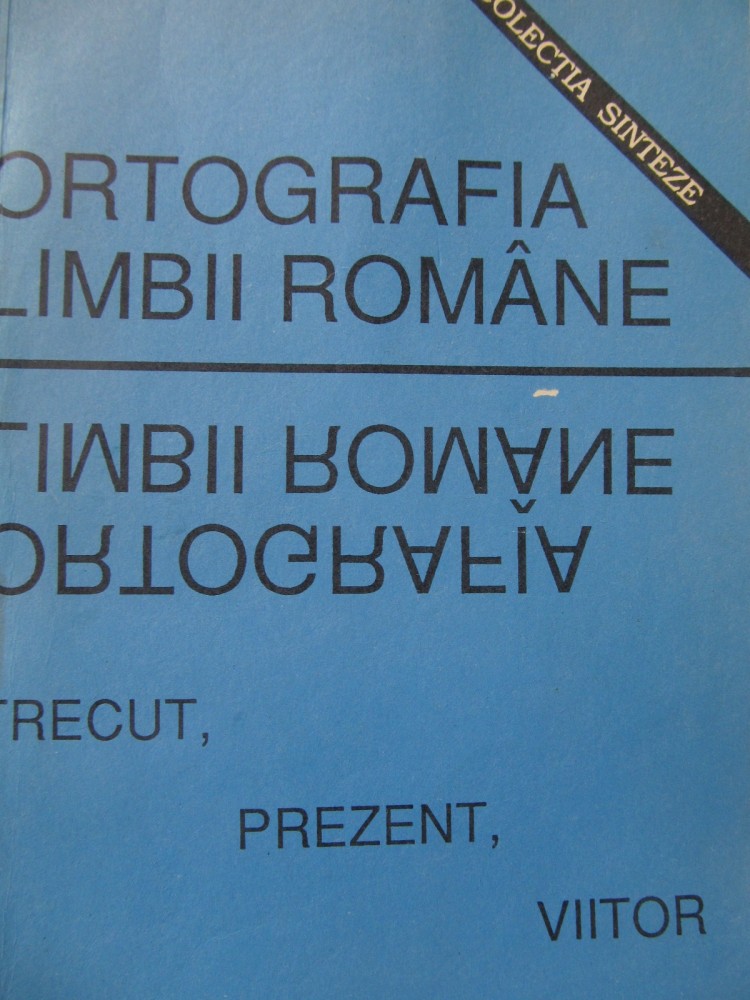 COLECȚIA SINTEZE
ORTOGRAFIA
LIMBII ROMÂNE
LIMBII ROMÂNE
ORTOGRAFIA
TRECUT,
PREZENT,
VIITOR